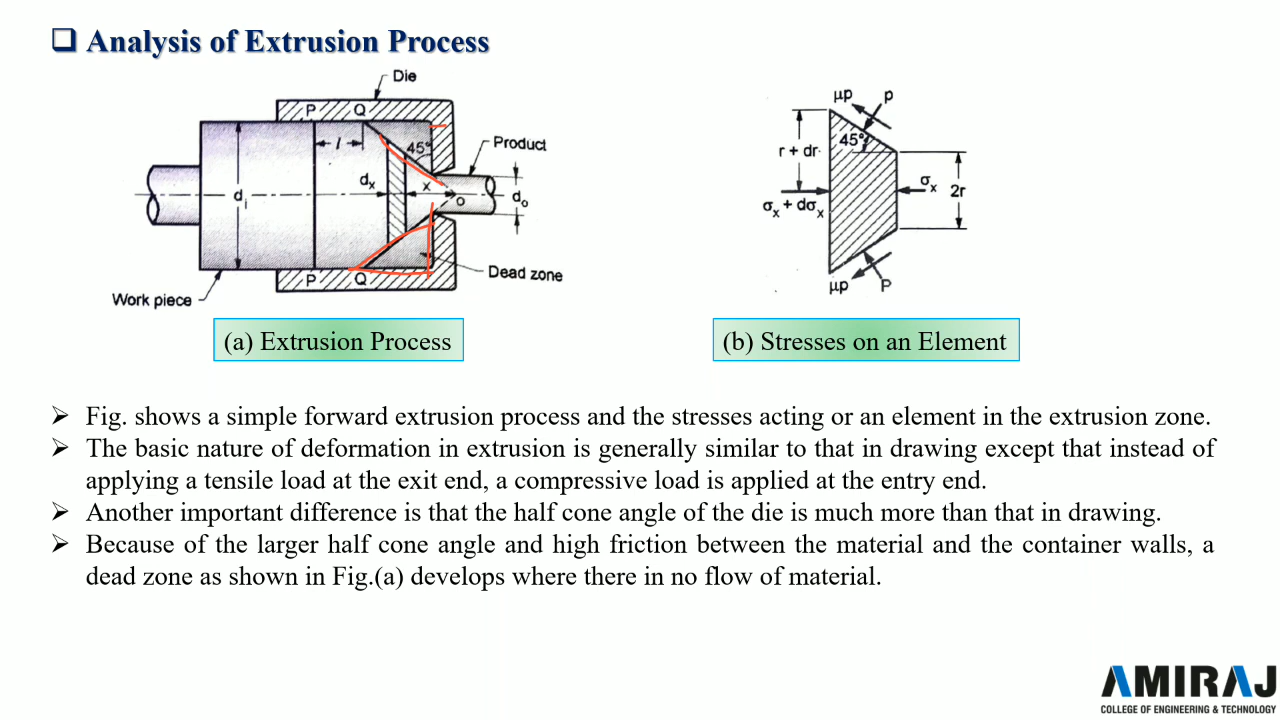 Analysis of Extrusion Process
Die
P Q
l
45°
Product
dx
x
di
o
do
Dead zone
P Q
Work piece
μp p
45°
r + dr
σx
2r
σx + dσx
μp P
(a) Extrusion Process
(b) Stresses on an Element
Fig. shows a simple forward extrusion process and the stresses acting or an element in the extrusion zone.
The basic nature of deformation in extrusion is generally similar to that in drawing except that instead of
applying a tensile load at the exit end, a compressive load is applied at the entry end.
Another important difference is that the half cone angle of the die is much more than that in drawing.
Because of the larger half cone angle and high friction between the material and the container walls, a
dead zone as shown in Fig.(a) develops where there in no flow of material.
AMIRAJ
COLLEGE OF ENGINEERING & TECHNOLOGY